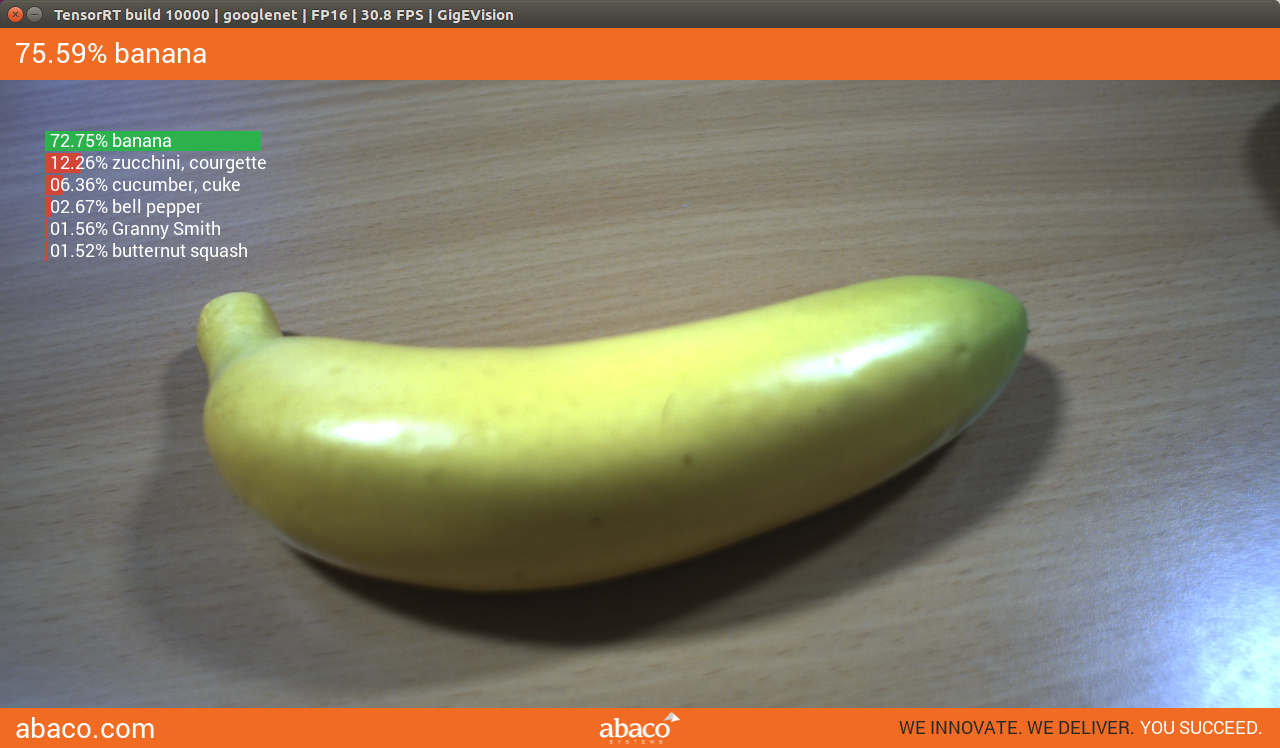 TensorRT build 10000 | googlenet | FP16 | 30.8 FPS | GigEVision
75.59% banana
72.75% banana
12.26% zucchini, courgette
06.36% cucumber, cuke
02.67% bell pepper
01.56% Granny Smith
01.52% butternut squash
abaco.com
abaco
SYSTEMS
WE INNOVATE. WE DELIVER. YOU SUCCEED.